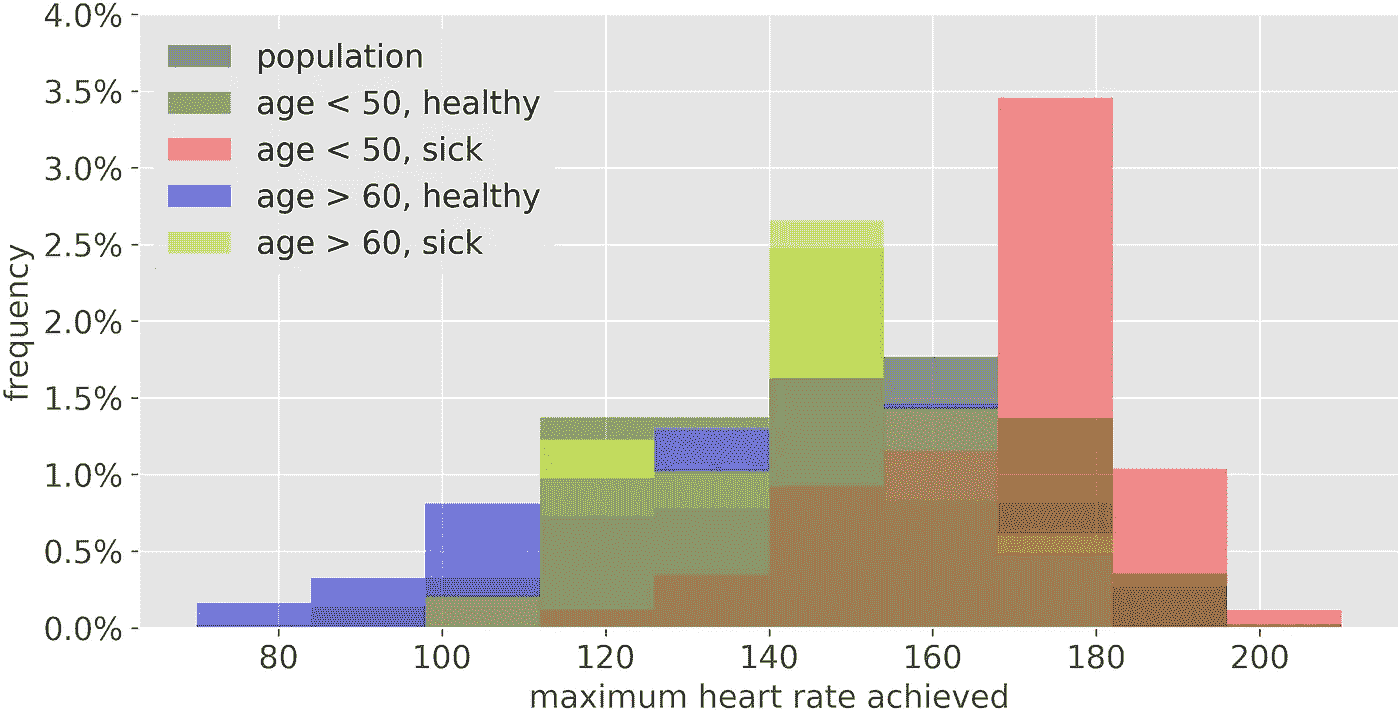 4.0%
3.5%
3.0%
2.5%
2.0%
1.5%
1.0%
0.5%
0.0%
frequency
population
age < 50, healthy
age < 50, sick
age > 60, healthy
age > 60, sick
80 100 120 140 160 180 200
maximum heart rate achieved